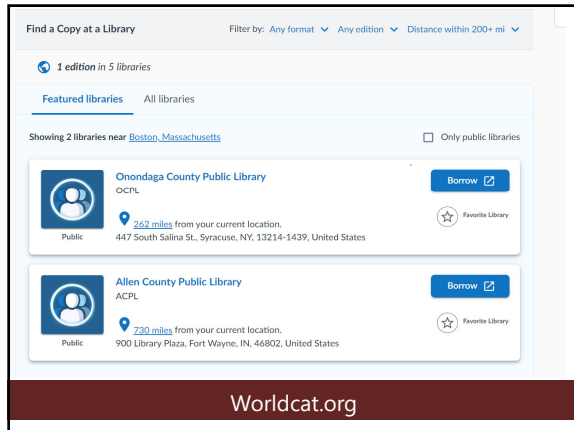 Find a Copy at a Library
Filter by: Any format Any edition Distance within 200+ mi
1 edition in 5 libraries
Featured libraries All libraries
Showing 2 libraries near Boston, Massachusetts Only public libraries
Onondaga County Public Library
OCPL
Borrow
262 miles from your current location.
Favorite Library
Public
447 South Salina St., Syracuse, NY, 13214-1439, United States
Allen County Public Library
ACPL
Borrow
730 miles from your current location.
Favorite Library
Public
900 Library Plaza, Fort Wayne, IN, 46802, United States
Worldcat.org